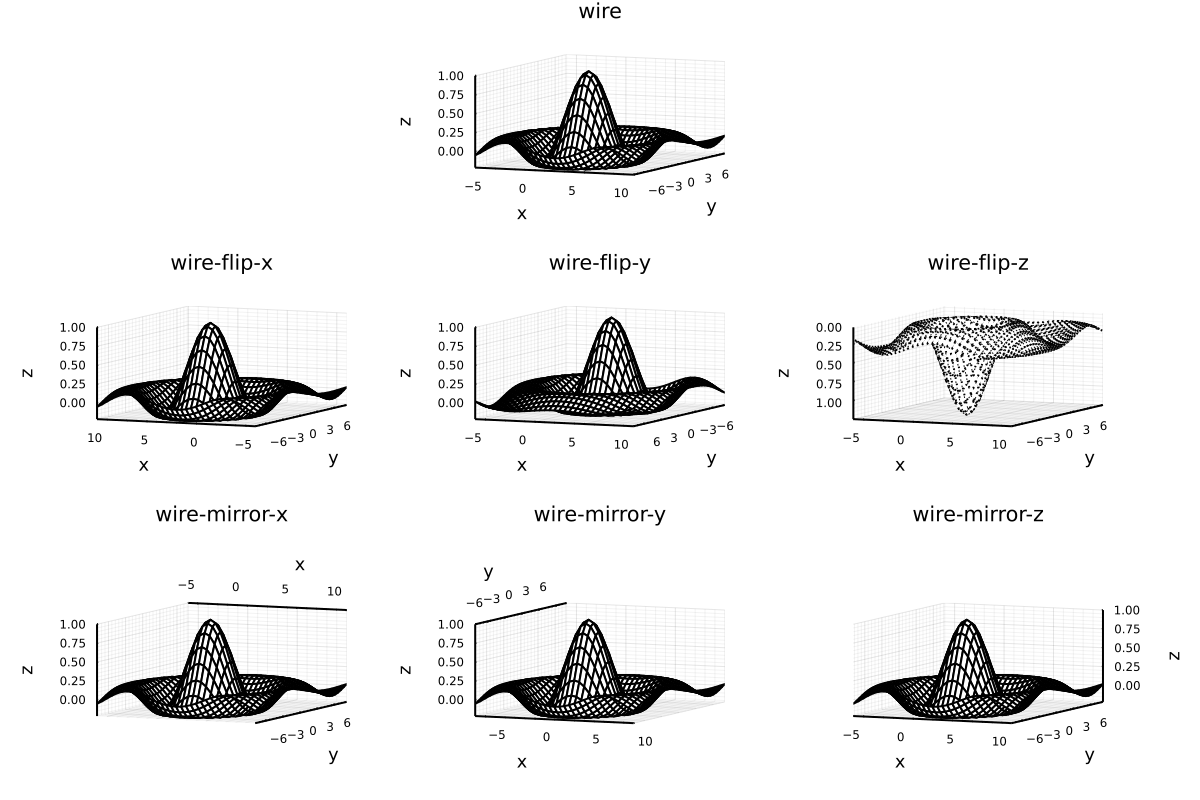 wire
1.00
0.75
0.50
0.25
0.00
z
−5 0 5 10
x
−6 −3 0 3 6
y
wire-flip-x
1.00
0.75
0.50
0.25
0.00
z
10 5 0 −5
x
−6 −3 0 3 6
y
wire-flip-y
1.00
0.75
0.50
0.25
0.00
z
−5 0 5 10
x
6 3 0 −3 −6
y
wire-flip-z
0.00
0.25
0.50
0.75
1.00
z
−5 0 5 10
x
−6 −3 0 3 6
y
wire-mirror-x
x
−5 0 5 10
1.00
0.75
0.50
0.25
0.00
z
−6 −3 0 3 6
y
wire-mirror-y
y
−6 −3 0 3 6
1.00
0.75
0.50
0.25
0.00
z
−5 0 5 10
x
wire-mirror-z
1.00
0.75
0.50
0.25
0.00
z
−5 0 5 10
x
−6 −3 0 3 6
y